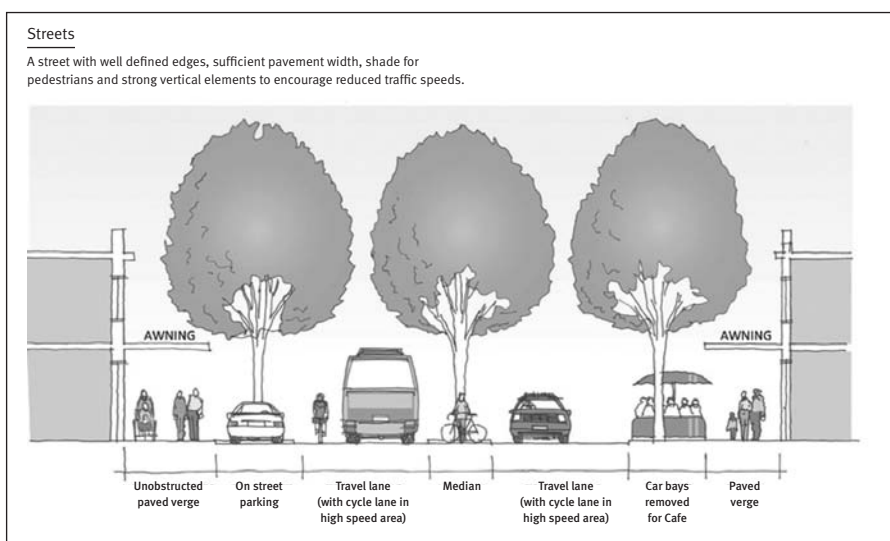 Streets
A street with well defined edges, sufficient pavement width, shade for
pedestrians and strong vertical elements to encourage reduced traffic speeds.
AWNING
AWNING
Unobstructed
paved verge
On street
parking
Travel lane
(with cycle lane in
high speed area)
Median
Travel lane
(with cycle lane in
high speed area)
Car bays
removed
for Cafe
Paved
verge